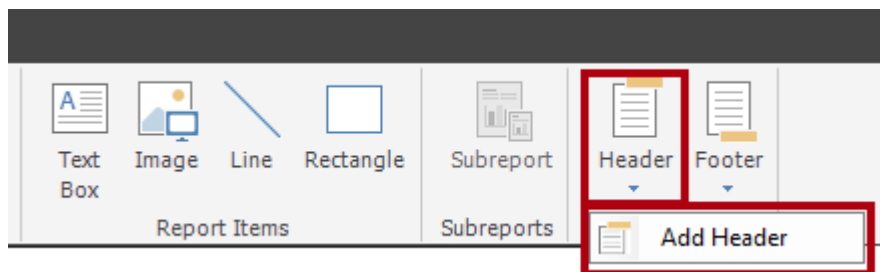 A
Text Box
Image
Line
Rectangle
Subreport
Header
Footer
Report Items
Subreports
Add Header